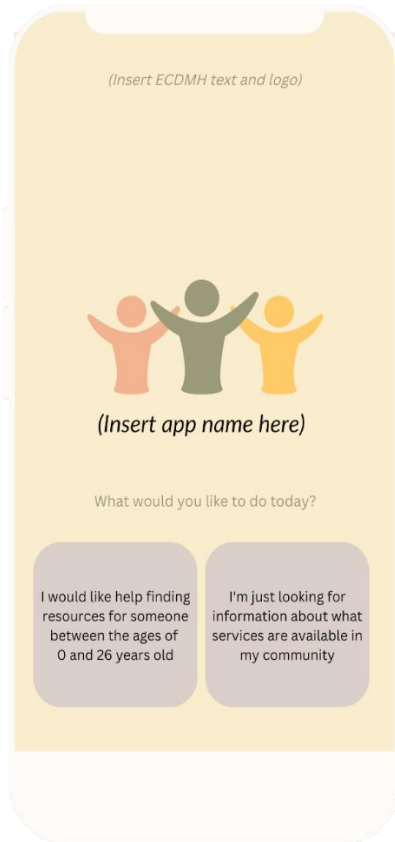 (Insert ECDMH text and logo)
(Insert app name here)
What would you like to do today?
I would like help finding
resources for someone
between the ages of
0 and 26 years old
I'm just looking for
information about what
services are available in
my community